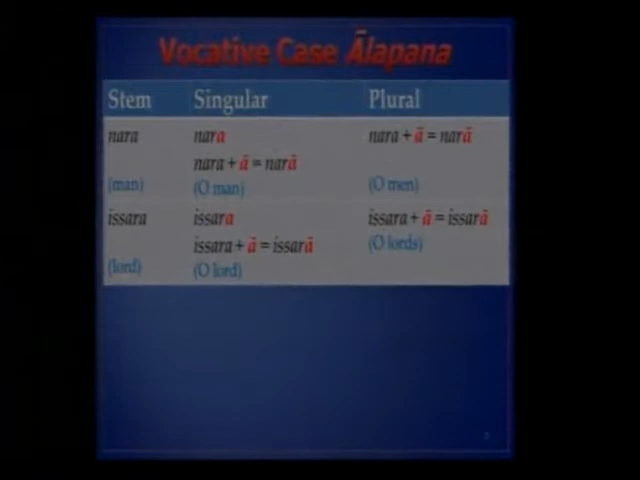 Vocative Case Ālapana
Stem Singular Plural
nara nara nara + ā = narā
nara + ā = narā
(man) (O man) (O men)
issara issara issara + ā = issarā
issara + ā = issarā (O lords)
(lord) (O lord)